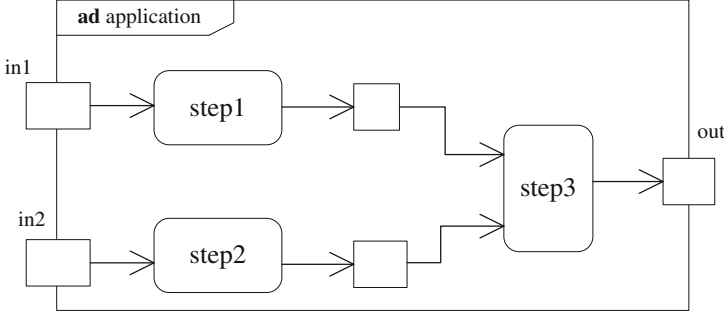 ad application
in1
step1
out
step3
in2
step2